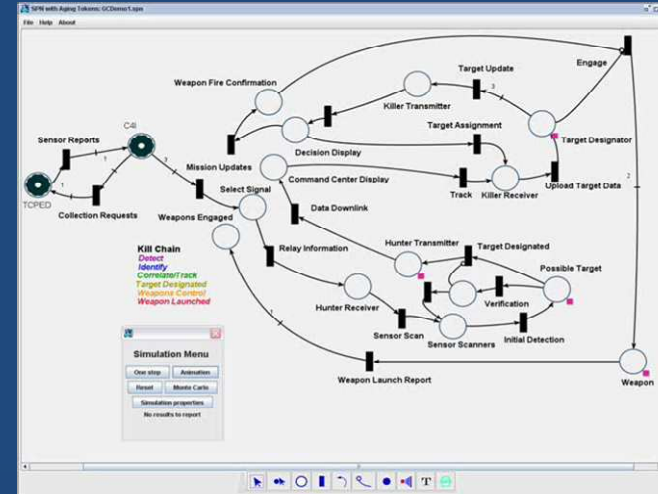 SPN with Aging Tokens: GCDemo1.spn
File Help About
Engage
Target Update
Weapon Fire Confirmation
3
Killer Transmitter
C4I
Sensor Reports
1
Target Assignment
Target Designator
Decision Display
Mission Updates
3
1
1
1
TCPED
Collection Requests
Command Center Display
Track
Killer Receiver
Upload Target Data
2
Select Signal
Data Downlink
Weapons Engaged
Hunter Transmitter
Target Designated
Relay Information
Possible Target
Kill Chain
Detect
Identify
Correlate/Track
Target Designated
Weapons Control
Weapon Launched
Verification
Hunter Receiver
Sensor Scan
Sensor Scanners
Initial Detection
1
Simulation Menu
One step
Animation
Reset
Monte Carlo
Simulation properties
No results to report
Weapon Launch Report
Weapon
T